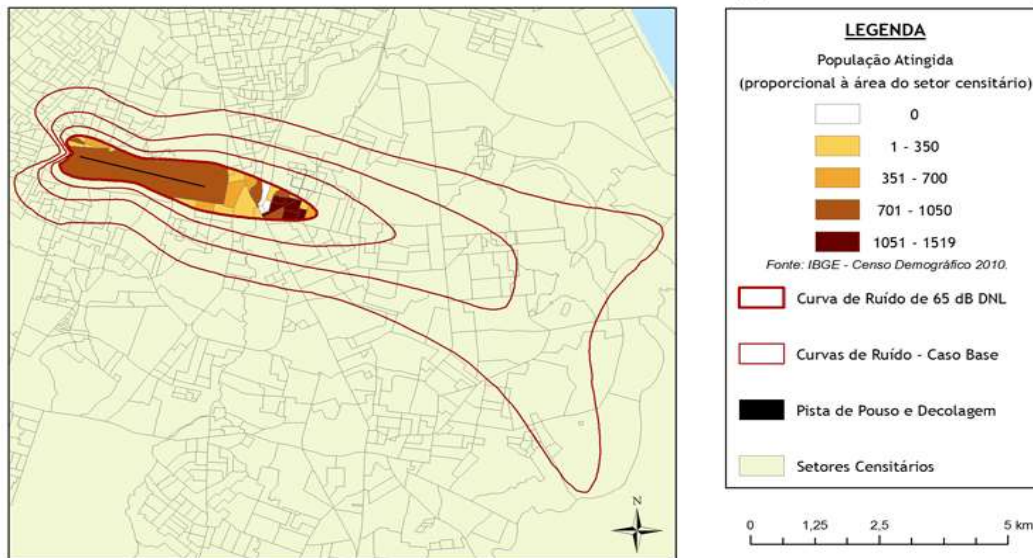 LEGENDA
População Atingida
(proporcional à área do setor censitário)
0
1 - 350
351 - 700
701 - 1050
1051 - 1519
Fonte: IBGE - Censo Demográfico 2010.
Curva de Ruído de 65 dB DNL
Curvas de Ruído - Caso Base
Pista de Pouso e Decolagem
Setores Censitários
N
0 1,25 2,5 5 km